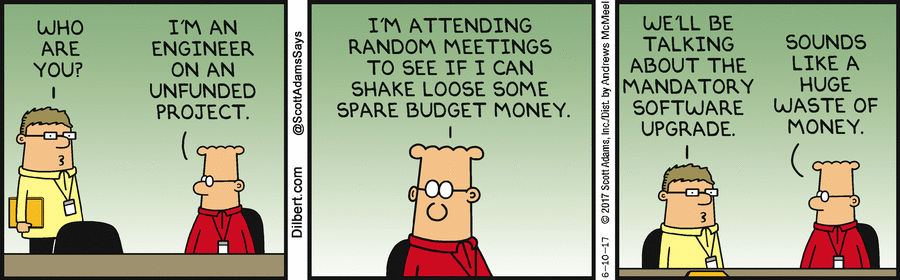 WHO
ARE
YOU?
I'M AN
ENGINEER
ON AN
UNFUNDED
PROJECT.
Dilbert.com
@ScottAdamsSays
I'M ATTENDING
RANDOM MEETINGS
TO SEE IF I CAN
SHAKE LOOSE SOME
SPARE BUDGET MONEY.
6-10-17 © 2017 Scott Adams, Inc./Dist. by Andrews McMeel
WE'LL BE
TALKING
ABOUT THE
MANDATORY
SOFTWARE
UPGRADE.
SOUNDS
LIKE A
HUGE
WASTE OF
MONEY.